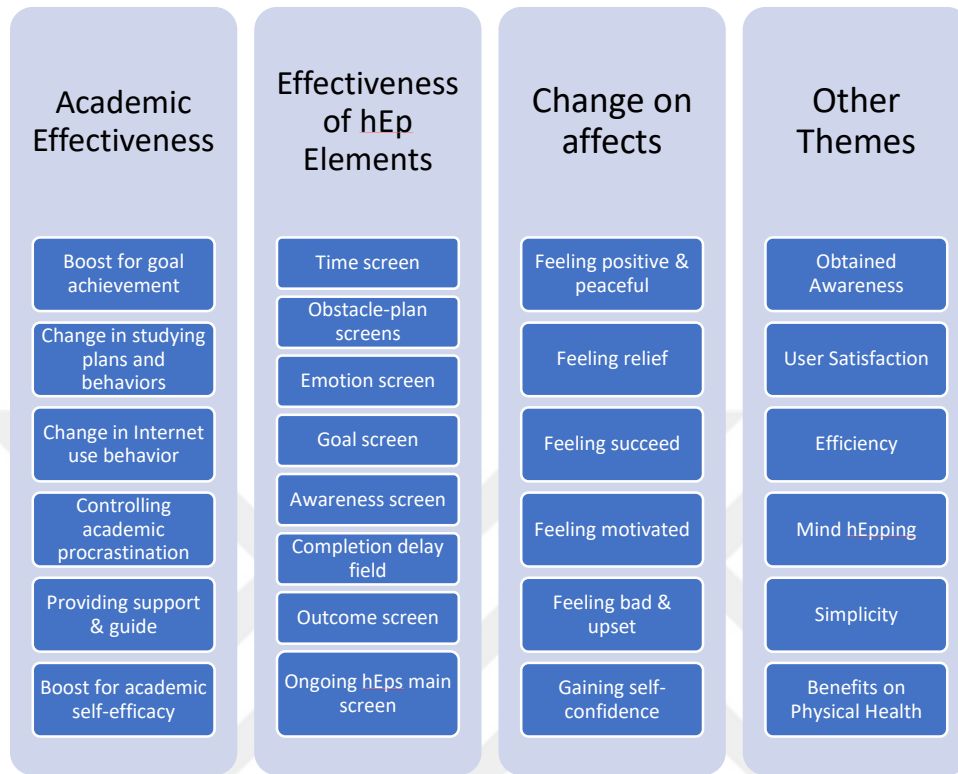 Academic
Effectiveness
Boost for goal
achievement
Change in studying
plans and
behaviors
Change in Internet
use behavior
Controlling
academic
procrastination
Providing support
& guide
Boost for academic
self-efficacy
Effectiveness
of hEp
Elements
Time screen
Obstacle-plan
screens
Emotion screen
Goal screen
Awareness screen
Completion delay
field
Outcome screen
Ongoing hEps main
screen
Change on
affects
Feeling positive &
peaceful
Feeling relief
Feeling succeed
Feeling motivated
Feeling bad &
upset
Gaining self-
confidence
Other
Themes
Obtained
Awareness
User Satisfaction
Efficiency
Mind hEpping
Simplicity
Benefits on
Physical Health